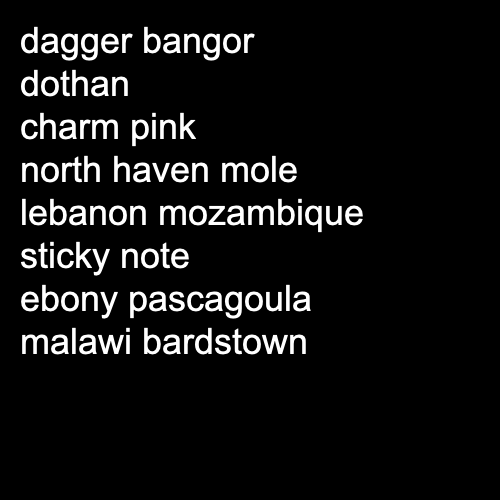 dagger bangor
dothan
charm pink
north haven mole
lebanon mozambique
sticky note
ebony pascagoula
malawi bardstown